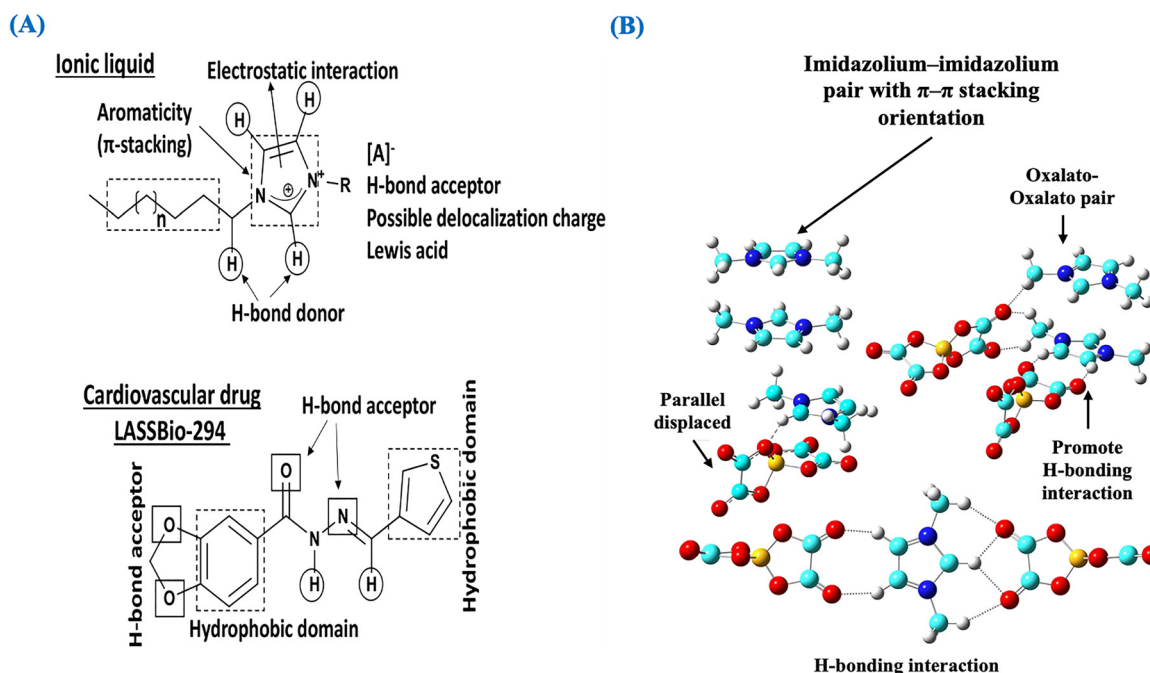 (A)
Ionic liquid
Electrostatic interaction
Aromaticity
(π-stacking)
H
H
[A]-
H-bond acceptor
Possible delocalization charge
Lewis acid
N
N+
R
⊕
n
H
H
H-bond donor
Cardiovascular drug
LASSBio-294
H-bond acceptor
H-bond acceptor
O
O
O
N
N
H
H
S
Hydrophobic domain
Hydrophobic domain
(B)
Imidazolium–imidazolium
pair with π–π stacking
orientation
Oxalato-
Oxalato pair
Parallel
displaced
Promote
H-bonding
interaction
H-bonding interaction